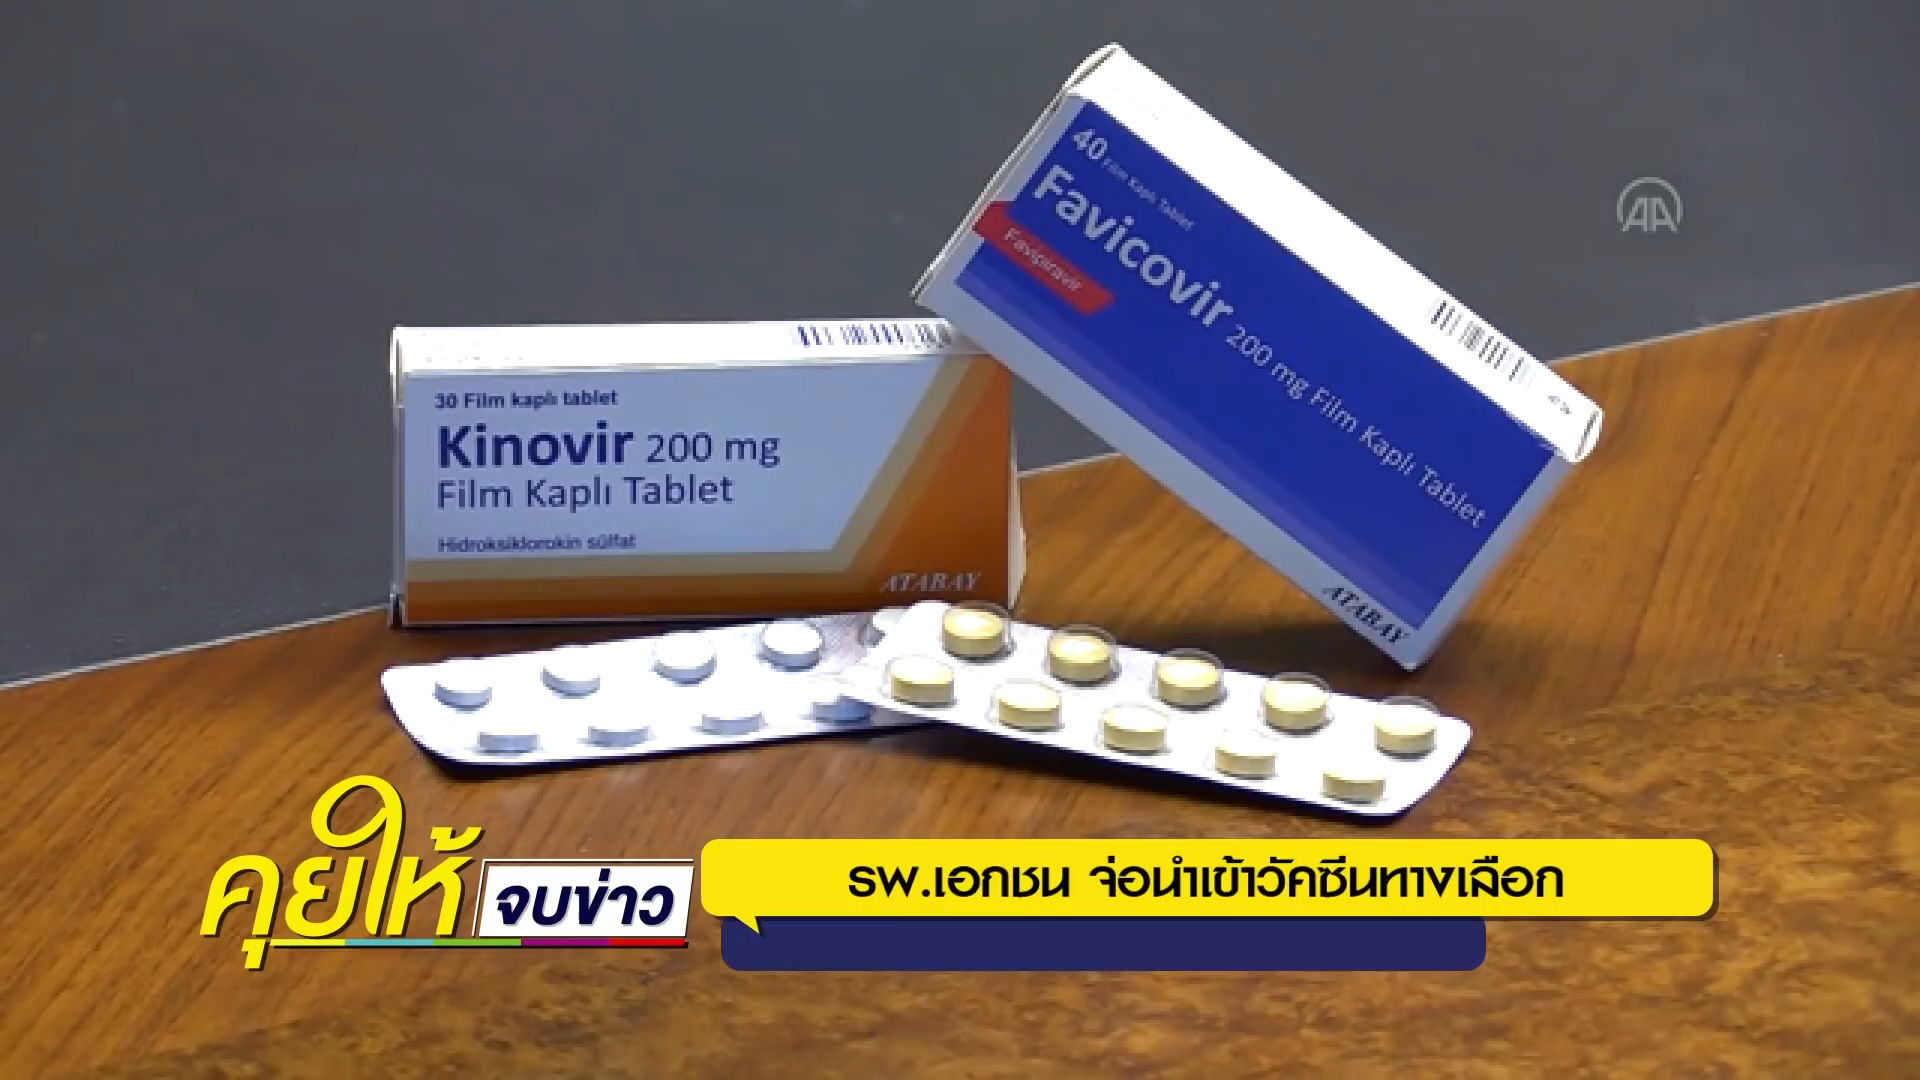 AA
40 Film Kaplı Tablet
Favicovir 200 mg Film Kaplı Tablet
Favipiravir
ATABAY
30 Film kaplı tablet
Kinovir 200 mg
Film Kaplı Tablet
Hidroksiklorokin sülfat
ATABAY
คุยให้
จบข่าว
รพ.เอกชน จ่อนำเข้าวัคซีนทางเลือก